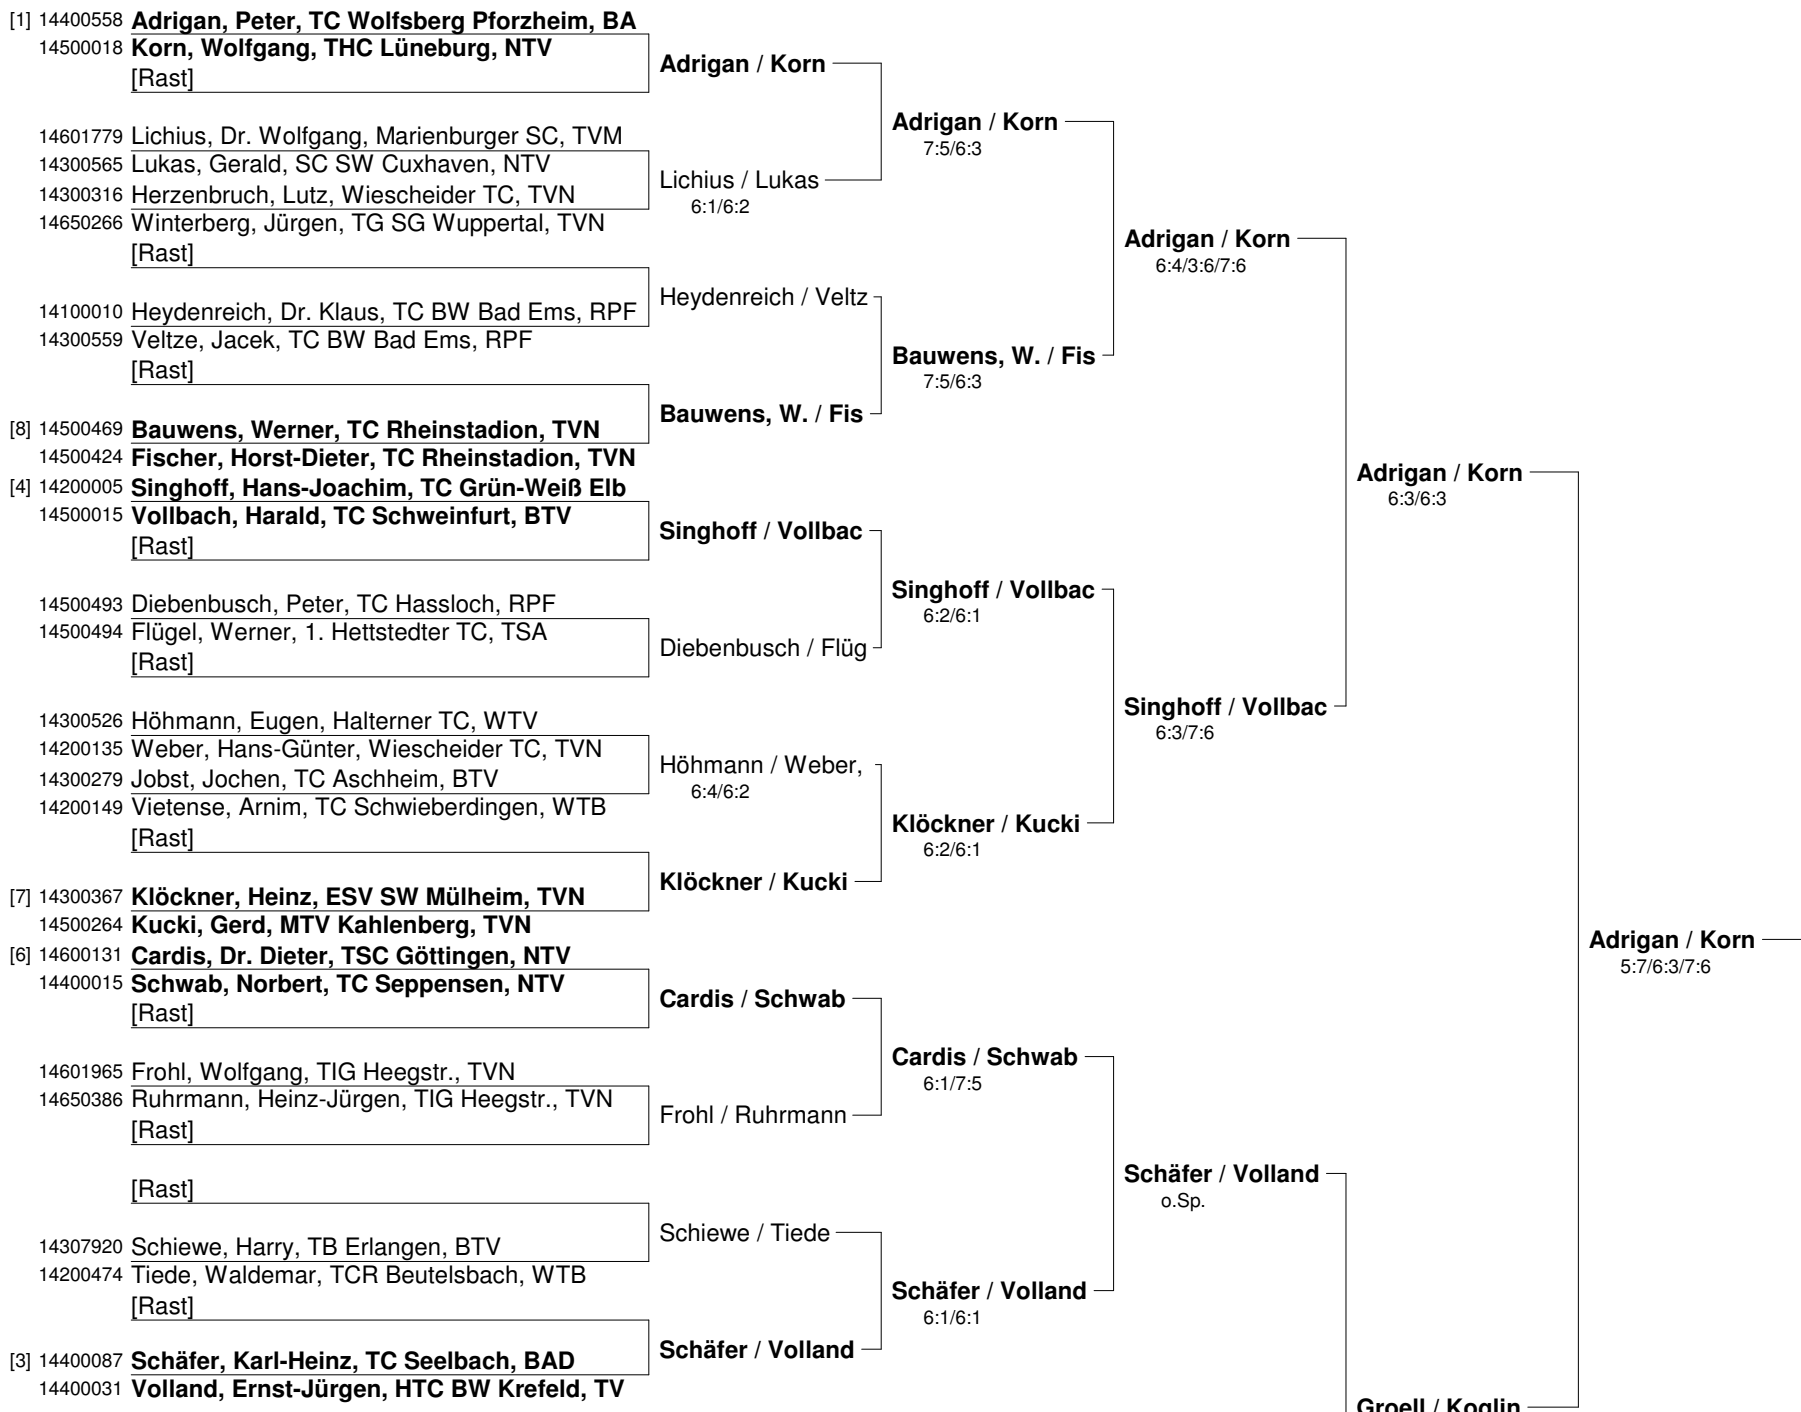 [1] 14400558 Adrigan, Peter, TC Wolfsberg Pforzheim, BA
14500018 Korn, Wolfgang, THC Lüneburg, NTV
[Rast]
Adrigan / Korn
14601779 Lichius, Dr. Wolfgang, Marienburger SC, TVM
14300565 Lukas, Gerald, SC SW Cuxhaven, NTV
14300316 Herzenbruch, Lutz, Wiescheider TC, TVN
14650266 Winterberg, Jürgen, TG SG Wuppertal, TVN
[Rast]
Lichius / Lukas
6:1/6:2
Adrigan / Korn
7:5/6:3
14100010 Heydenreich, Dr. Klaus, TC BW Bad Ems, RPF
14300559 Veltze, Jacek, TC BW Bad Ems, RPF
[Rast]
Heydenreich / Veltz
[8] 14500469 Bauwens, Werner, TC Rheinstadion, TVN
14500424 Fischer, Horst-Dieter, TC Rheinstadion, TVN
Bauwens, W. / Fis
Bauwens, W. / Fis
7:5/6:3
Adrigan / Korn
6:4/3:6/7:6
[4] 14200005 Singhoff, Hans-Joachim, TC Grün-Weiß Elb
14500015 Vollbach, Harald, TC Schweinfurt, BTV
[Rast]
Singhoff / Vollbac
14500493 Diebenbusch, Peter, TC Hassloch, RPF
14500494 Flügel, Werner, 1. Hettstedter TC, TSA
[Rast]
Diebenbusch / Flüg
Singhoff / Vollbac
6:2/6:1
14300526 Höhmann, Eugen, Halterner TC, WTV
14200135 Weber, Hans-Günter, Wiescheider TC, TVN
14300279 Jobst, Jochen, TC Aschheim, BTV
14200149 Vietense, Arnim, TC Schwieberdingen, WTB
[Rast]
Höhmann / Weber,
6:4/6:2
[7] 14300367 Klöckner, Heinz, ESV SW Mülheim, TVN
14500264 Kucki, Gerd, MTV Kahlenberg, TVN
Klöckner / Kucki
Klöckner / Kucki
6:2/6:1
Singhoff / Vollbac
6:3/7:6
Adrigan / Korn
6:3/6:3
[6] 14600131 Cardis, Dr. Dieter, TSC Göttingen, NTV
14400015 Schwab, Norbert, TC Seppensen, NTV
[Rast]
Cardis / Schwab
14601965 Frohl, Wolfgang, TIG Heegstr., TVN
14650386 Ruhrmann, Heinz-Jürgen, TIG Heegstr., TVN
[Rast]
Frohl / Ruhrmann
Cardis / Schwab
6:1/7:5
[Rast]
14307920 Schiewe, Harry, TB Erlangen, BTV
14200474 Tiede, Waldemar, TCR Beutelsbach, WTB
[Rast]
Schiewe / Tiede
[3] 14400087 Schäfer, Karl-Heinz, TC Seelbach, BAD
14400031 Volland, Ernst-Jürgen, HTC BW Krefeld, TV
Schäfer / Volland
Schäfer / Volland
6:1/6:1
Schäfer / Volland
o.Sp.
Groell / Koglin
Adrigan / Korn
5:7/6:3/7:6